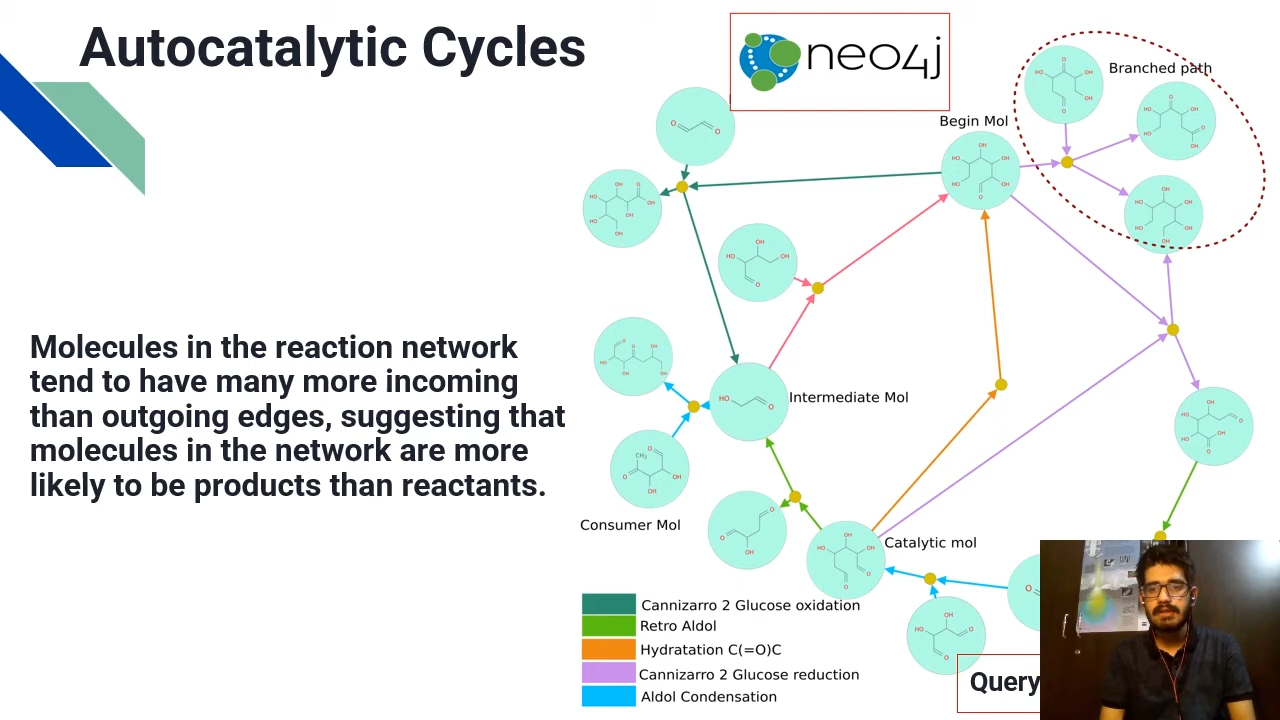 Autocatalytic Cycles
neo4j
Branched path
Begin Mol
Molecules in the reaction network
tend to have many more incoming
than outgoing edges, suggesting that
molecules in the network are more
likely to be products than reactants.
Intermediate Mol
Consumer Mol
Catalytic mol
Cannizarro 2 Glucose oxidation
Retro Aldol
Hydratation C(=O)C
Cannizarro 2 Glucose reduction
Aldol Condensation
Query